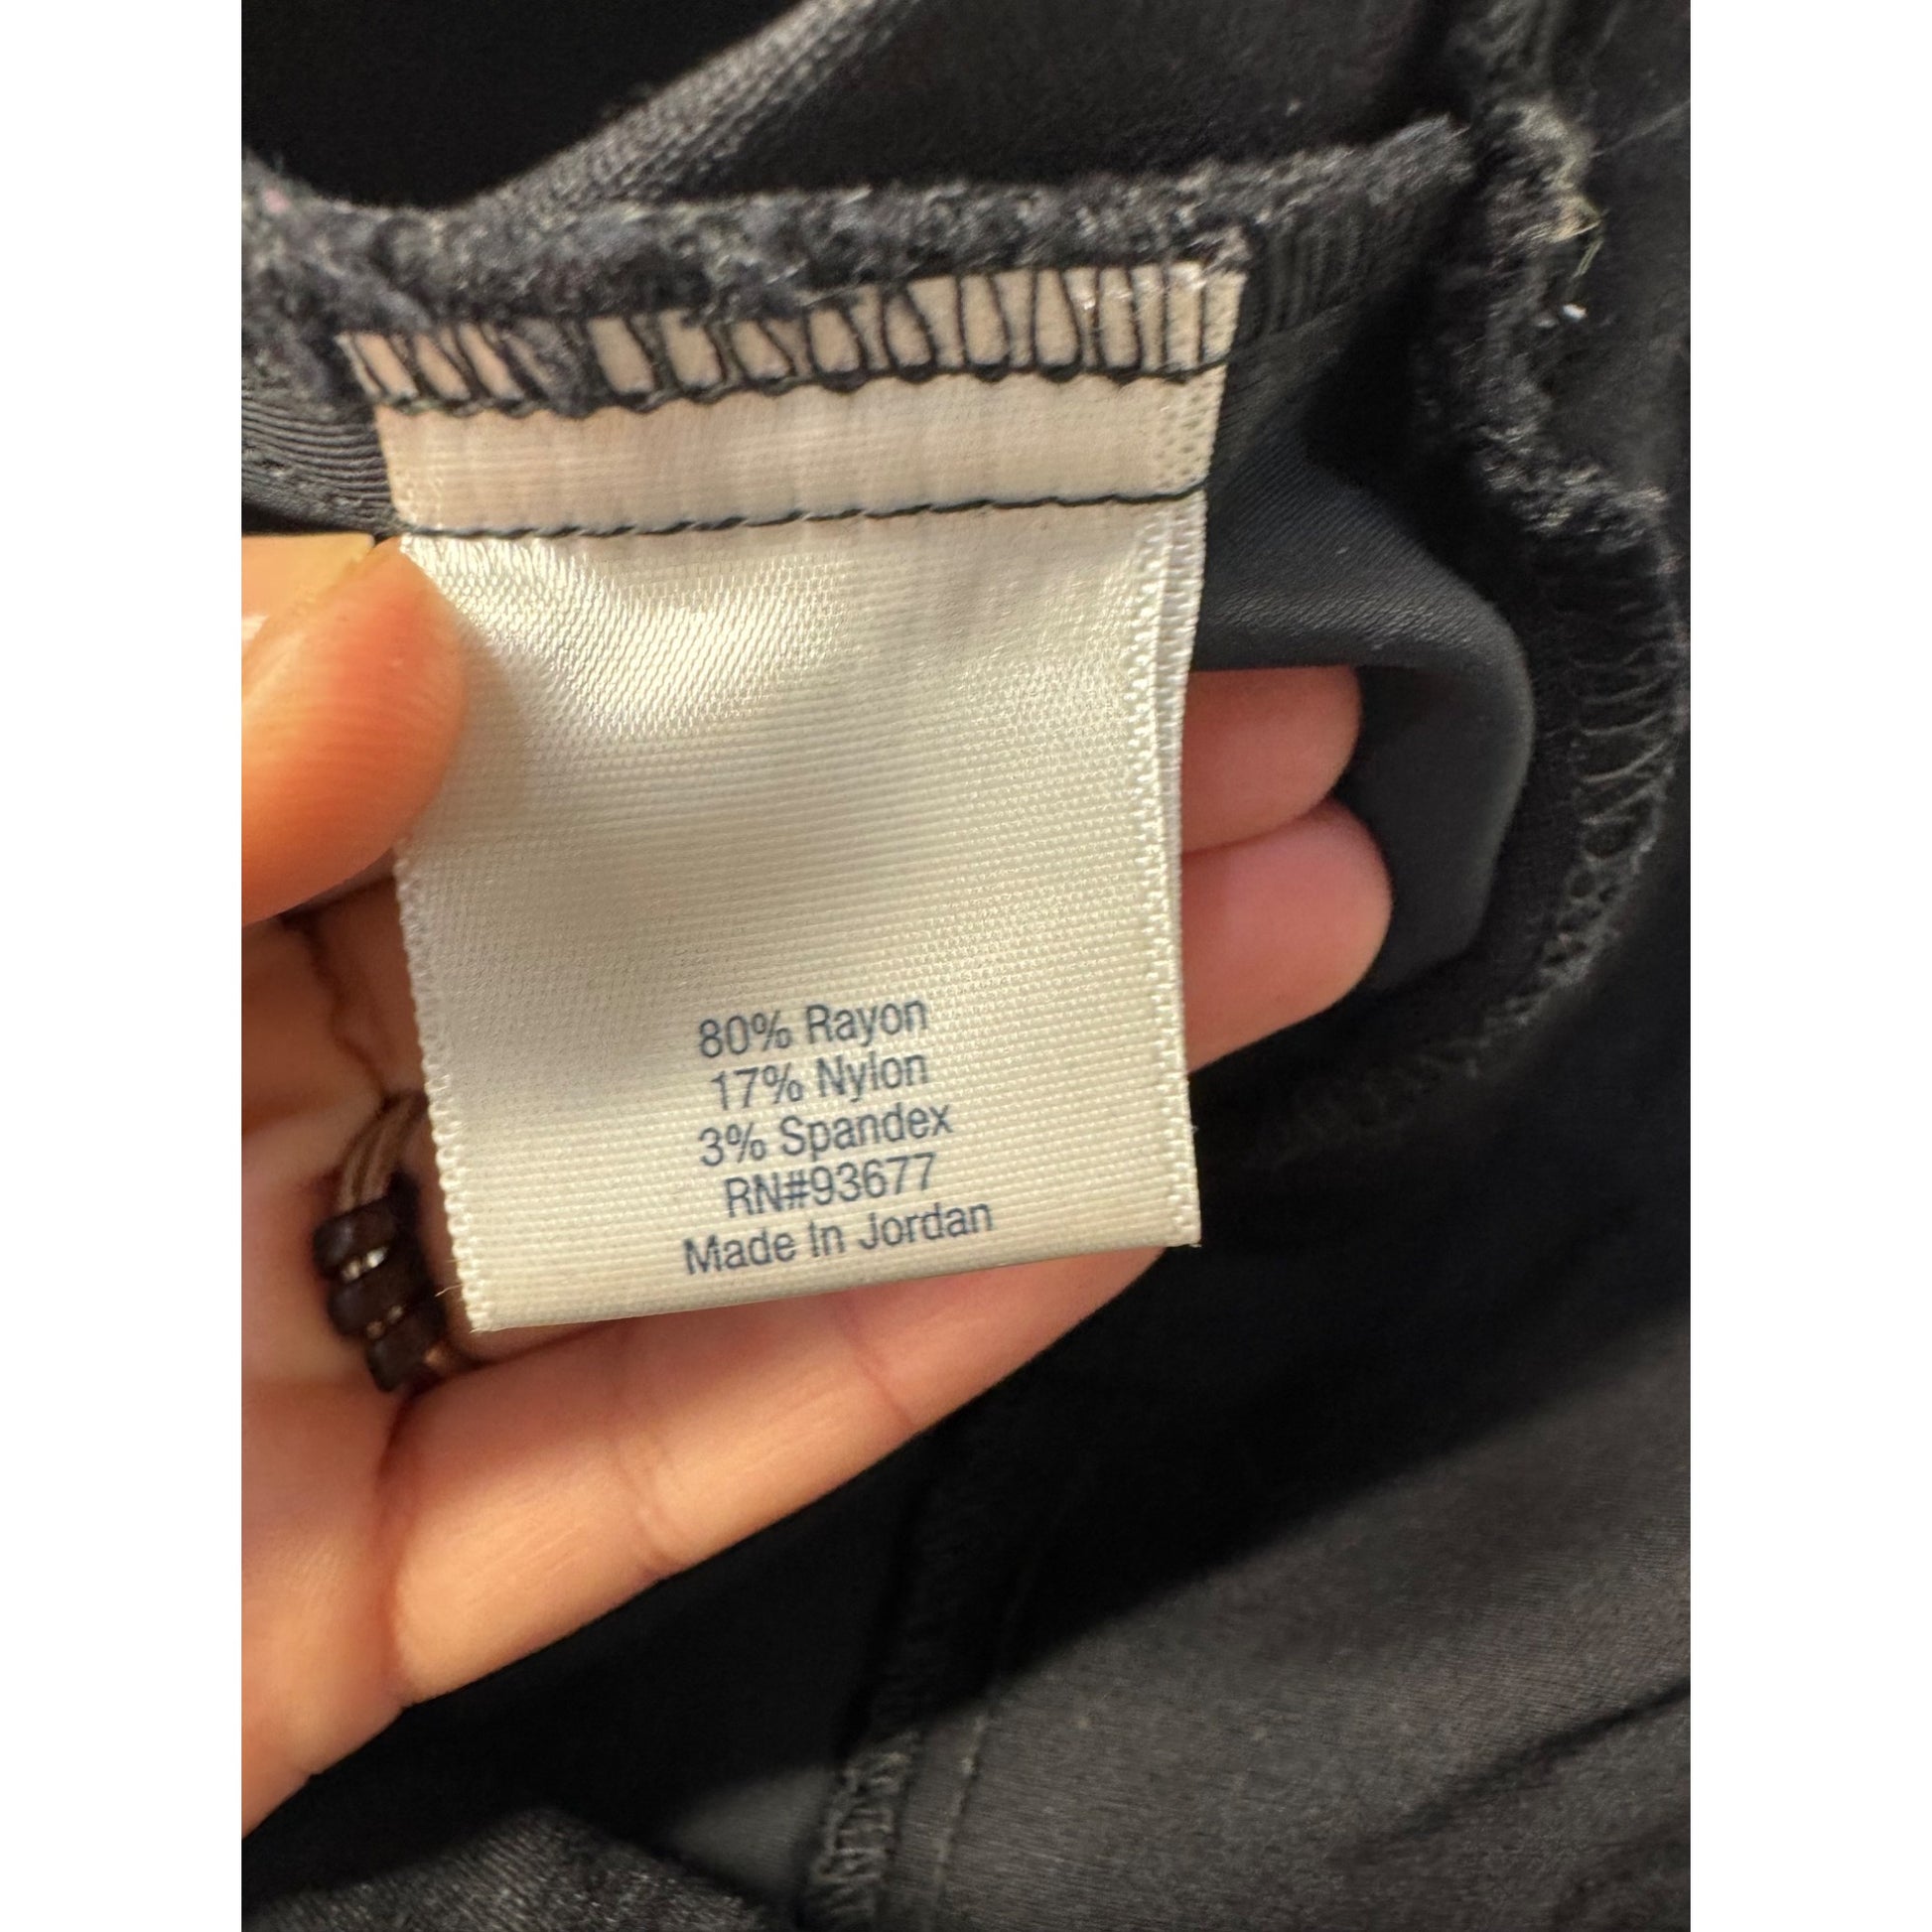 80% Rayon
17% Nylon
3% Spandex
RN#93677
Made In Jordan